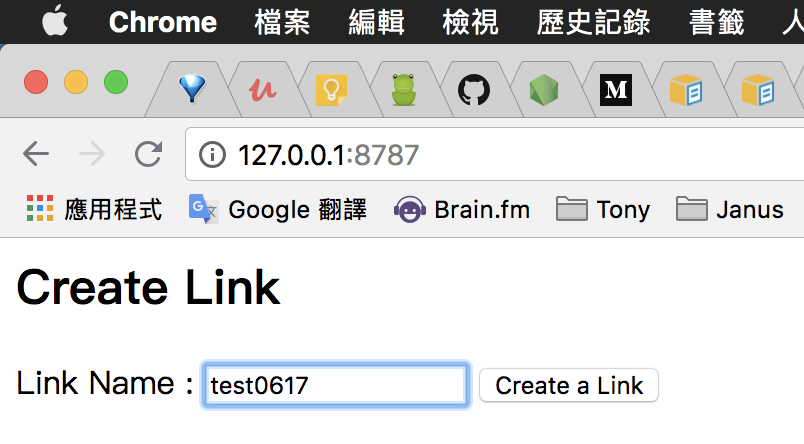 Chrome 檔案 編輯 檢視 歷史記錄 書籤 人
127.0.0.1:8787
應用程式 Google 翻譯 Brain.fm Tony Janus
Create Link
Link Name : test0617 Create a Link